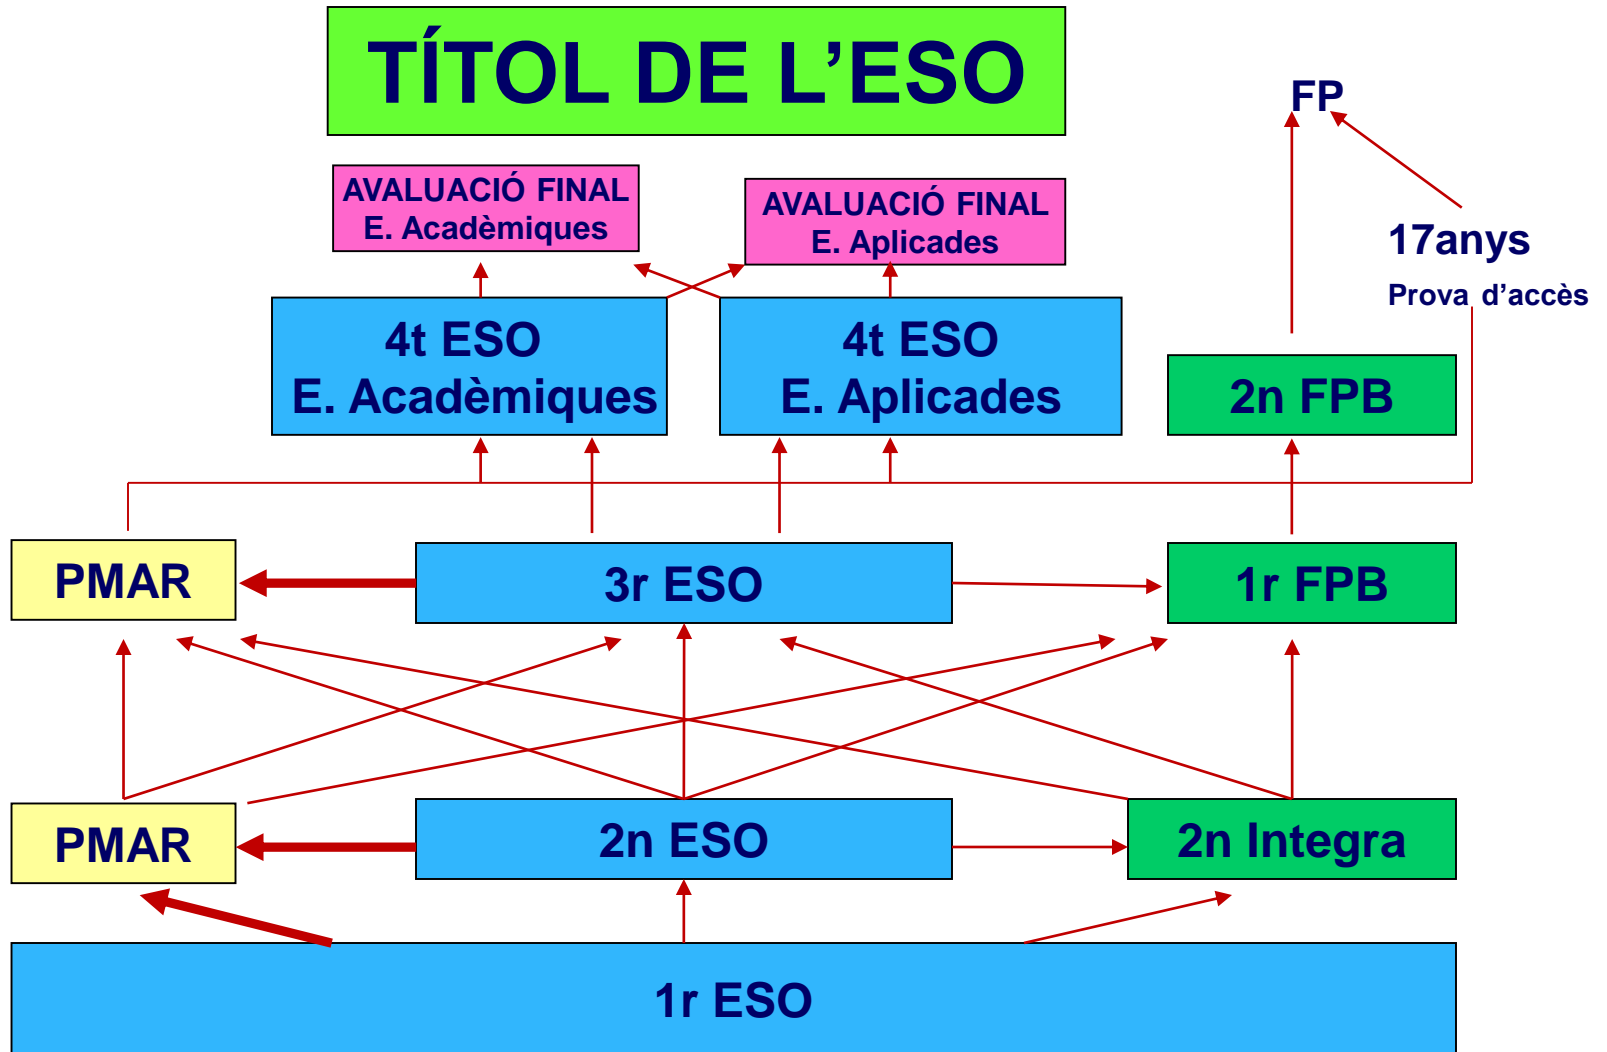 TÍTOL DE L’ESO
FP
AVALUACIÓ FINAL
E. Acadèmiques
AVALUACIÓ FINAL
E. Aplicades
17anys
Prova d’accès
4t ESO
E. Acadèmiques
4t ESO
E. Aplicades
2n FPB
PMAR
3r ESO
1r FPB
PMAR
2n ESO
2n Integra
1r ESO